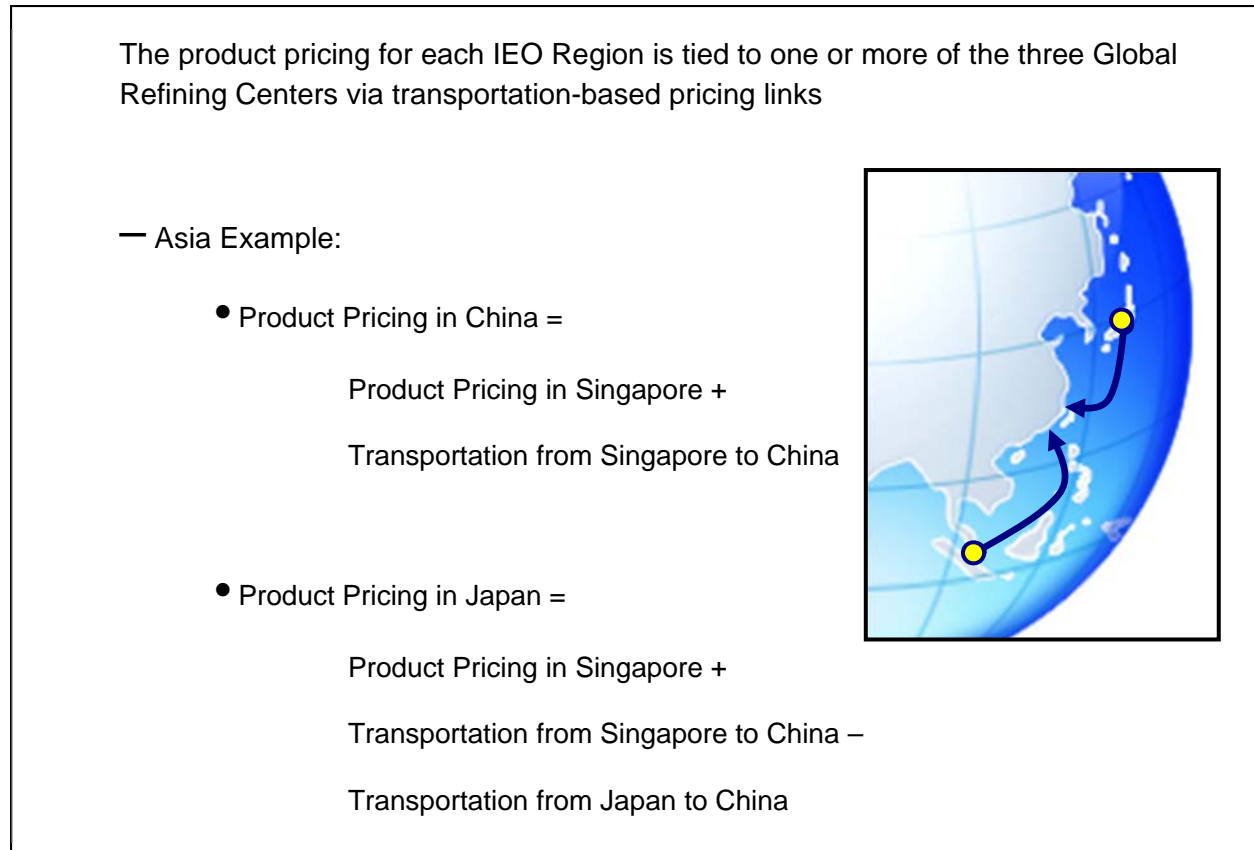 The product pricing for each IEO Region is tied to one or more of the three Global
Refining Centers via transportation-based pricing links
— Asia Example:
• Product Pricing in China =
Product Pricing in Singapore +
Transportation from Singapore to China
• Product Pricing in Japan =
Product Pricing in Singapore +
Transportation from Singapore to China –
Transportation from Japan to China